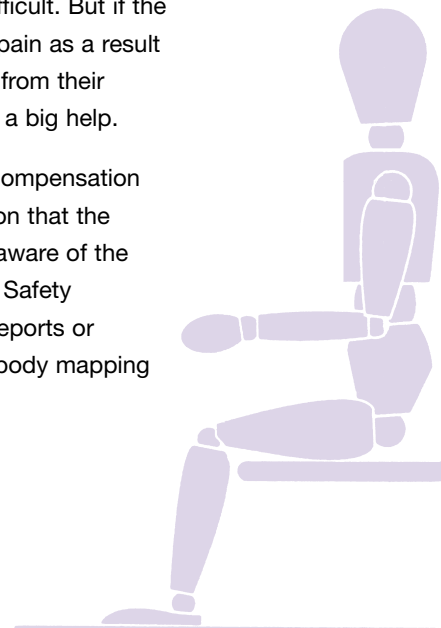 fficult. But if the
pain as a result
from their
a big help.
ompensation
on that the
aware of the
Safety
eports or
body mapping